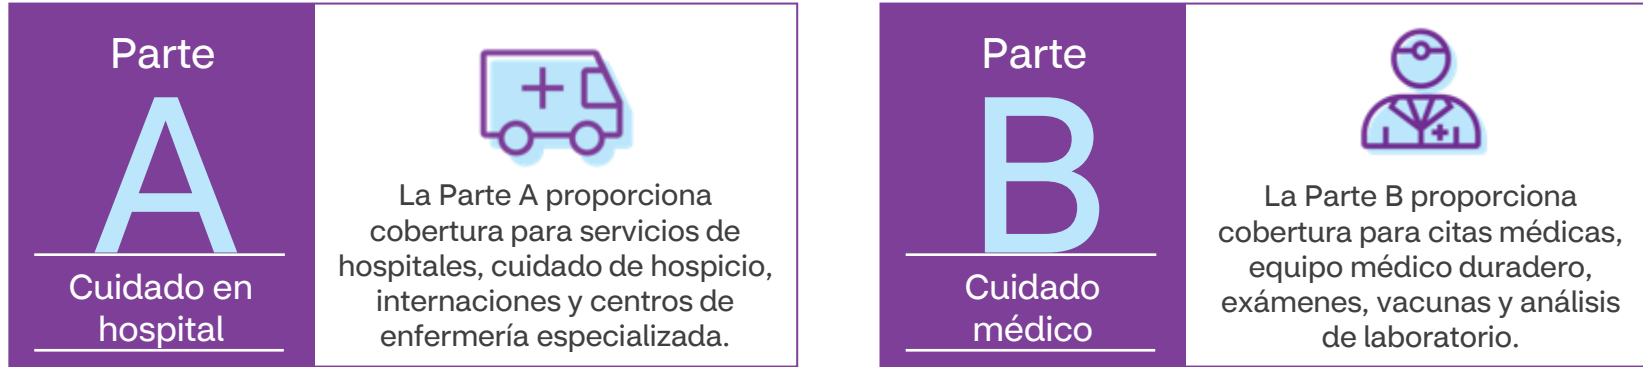 Parte
A
Cuidado en
hospital
La Parte A proporciona
cobertura para servicios de
hospitales, cuidado de hospicio,
internaciones y centros de
enfermería especializada.
Parte
B
Cuidado
médico
La Parte B proporciona
cobertura para citas médicas,
equipo médico duradero,
exámenes, vacunas y análisis
de laboratorio.